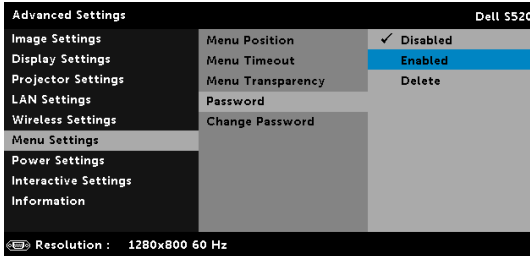 Advanced Settings
Dell S520
Image Settings
Display Settings
Projector Settings
LAN Settings
Wireless Settings
Menu Settings
Power Settings
Interactive Settings
Information
Menu Position
Menu Timeout
Menu Transparency
Password
Change Password
✓ Disabled
Enabled
Delete
Resolution : 1280x800 60 Hz